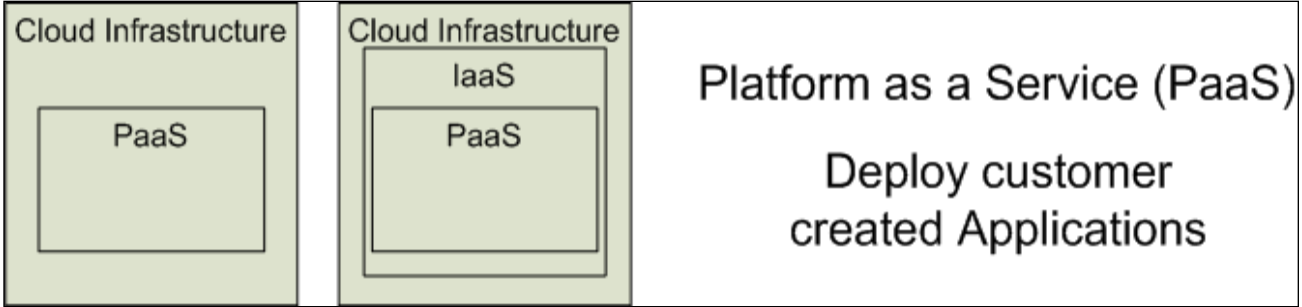 Cloud Infrastructure
PaaS
Cloud Infrastructure
IaaS
PaaS
Platform as a Service (PaaS)
Deploy customer
created Applications